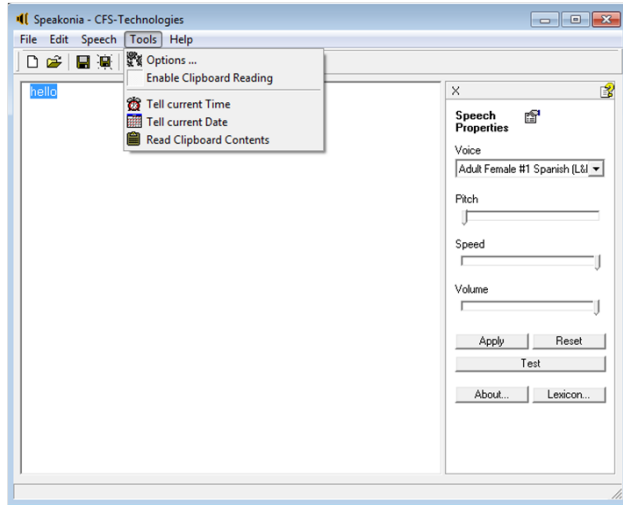 Speakonia - CFS-Technologies
File Edit Speech Tools Help
Options ...
Enable Clipboard Reading
Tell current Time
Tell current Date
Read Clipboard Contents
hello
X
Speech
Properties
Voice
Adult Female #1 Spanish (L&
Pitch
Speed
Volume
Apply Reset
Test
About... Lexicon...